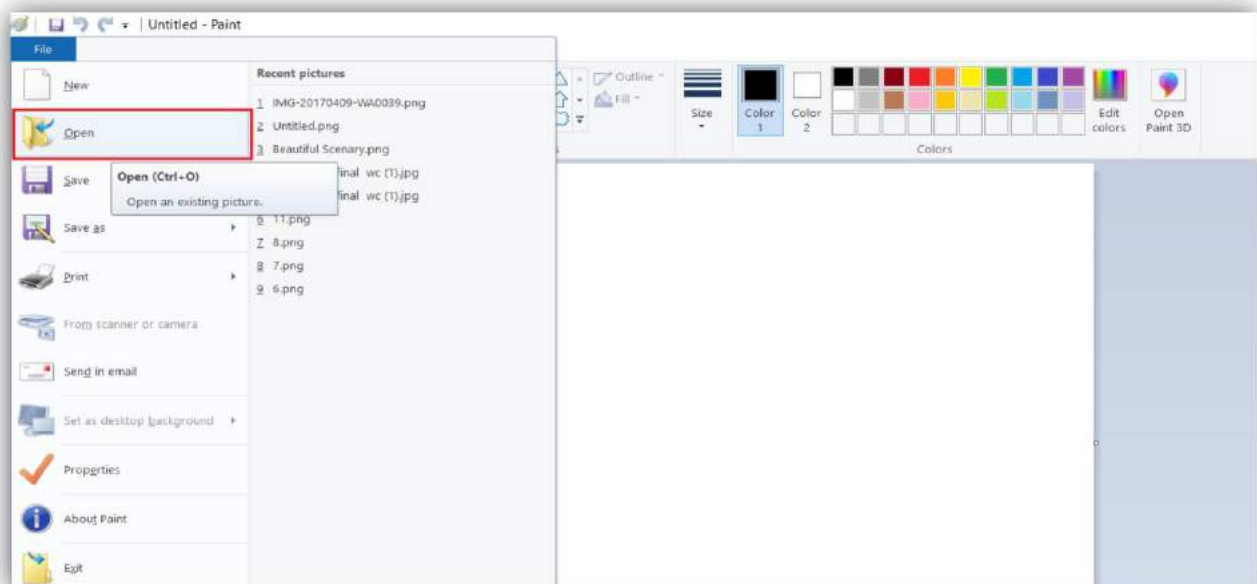 Untitled - Paint
File
New
Open
Save
Save as
Print
From scanner or camera
Send in email
Set as desktop background
Properties
About Paint
Exit
Open (Ctrl+O)
Open an existing picture.
Recent pictures
1 IMG-20170409-WA0039.png
2 Untitled.png
3 Beautiful Scenary.png
final wc (1).jpg
final wc (1).jpg
6 11.png
7 8.png
8 7.png
9 6.png
Outline
Fill
Size
Color
1
Color
2
Edit
colors
Open
Paint 3D
Colors